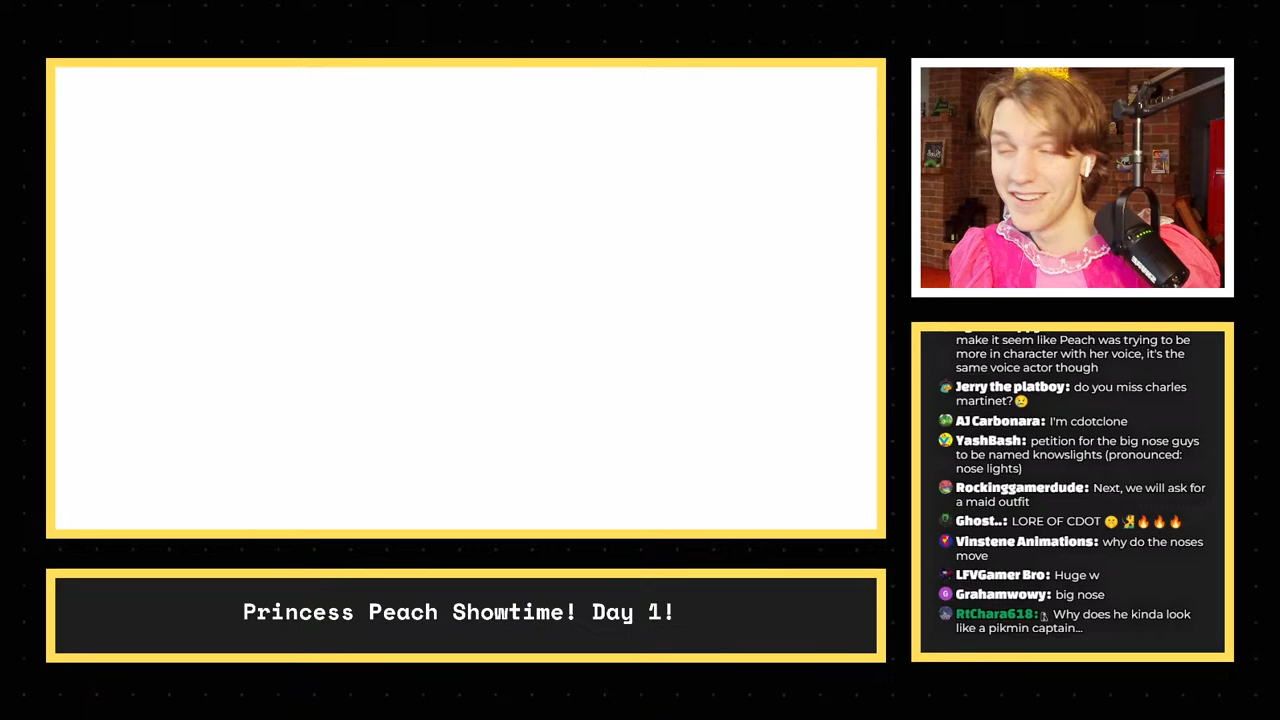 make it seem like Peach was trying to be
more in character with her voice, it's the
same voice actor though
Jerry the platboy: do you miss charles
martinet?😢
AJ Carbonara: I'm cdotclone
YashBash: petition for the big nose guys
to be named knowslights (pronounced:
nose lights)
Rockinggamerdude: Next, we will ask for
a maid outfit
Ghost..: LORE OF CDOT 🤫 🧏🔥🔥🔥
Vinstene Animations: why do the noses
move
LFVGamer Bro: Huge w
Grahamwowy: big nose
RtChara618: Why does he kinda look
like a pikmin captain...
Princess Peach Showtime! Day 1!